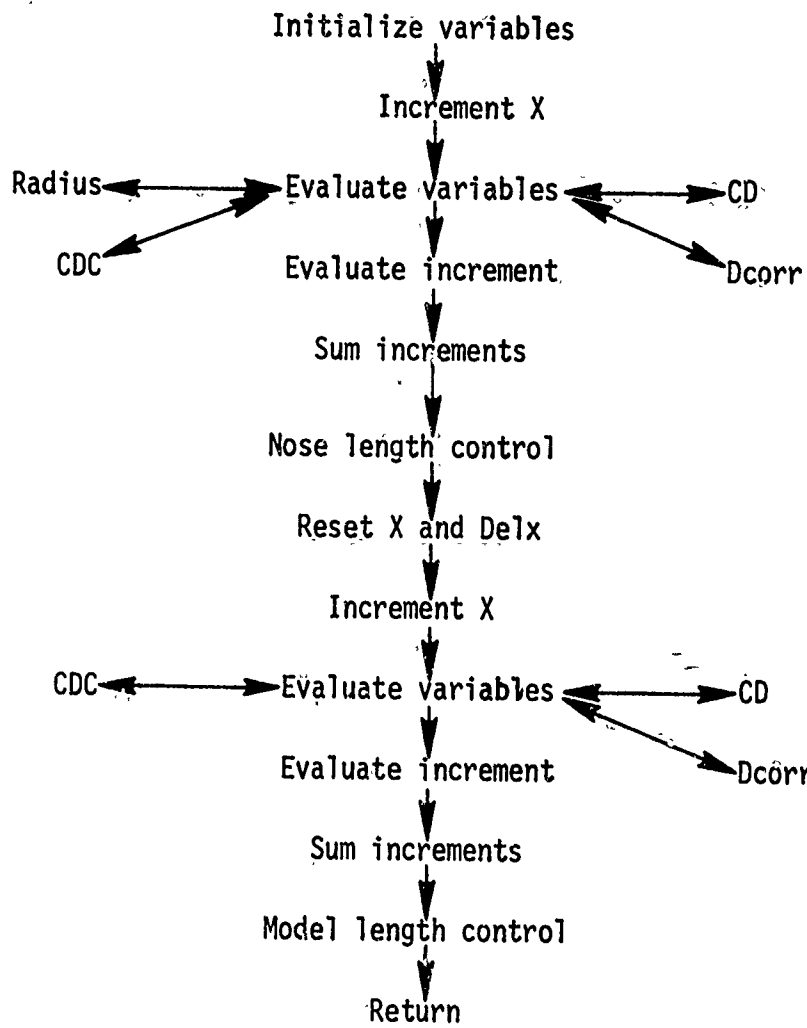 Initialize variables
Increment X
Radius
Evaluate variables
CD
CDC
Evaluate increment
Dcorr
Sum increments
Nose length control
Reset X and Delx
Increment X
CDC
Evaluate variables
CD
Evaluate increment
Dcorr
Sum increments
Model length control
Return